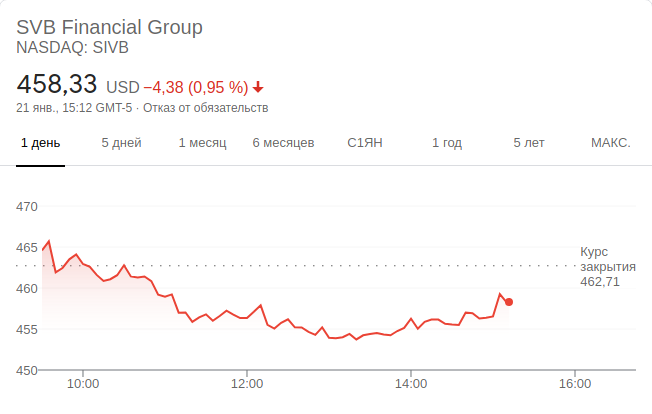 SVB Financial Group
NASDAQ: SIVB
458,33 USD −4,38 (0,95 %)
21 янв., 15:12 GMT-5 · Отказ от обязательств
1 день 5 дней 1 месяц 6 месяцев С1ЯН 1 год 5 лет МАКС.
470
465
460
455
450
Курс
закрытия
462,71
10:00 12:00 14:00 16:00